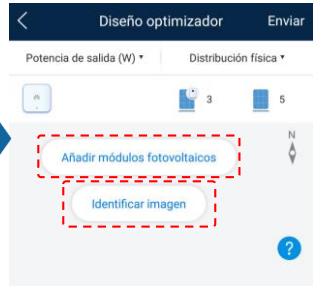 Diseño optimizador Enviar
Potencia de salida (W) Distribución física
3 5
N
Añadir módulos fotovoltaicos
Identificar imagen
?